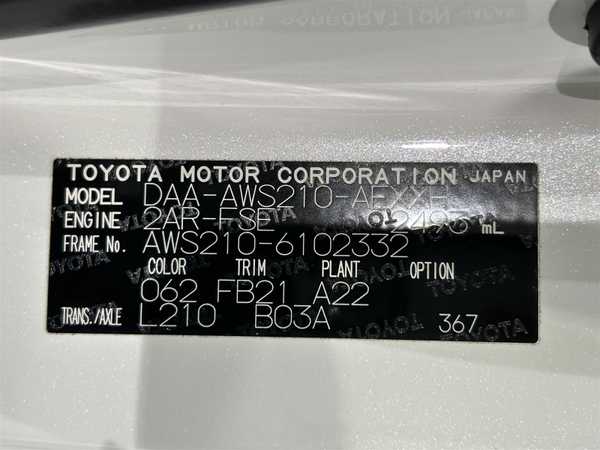 TOYOTA MOTOR CORPORATION JAPAN
MODEL DAA-AWS210-AEXXH
ENGINE 2AR-FSE 2493 mL
FRAME No. AWS210-6102332
COLOR TRIM PLANT OPTION
062 FB21 A22
TRANS./AXLE L210 B03A 367